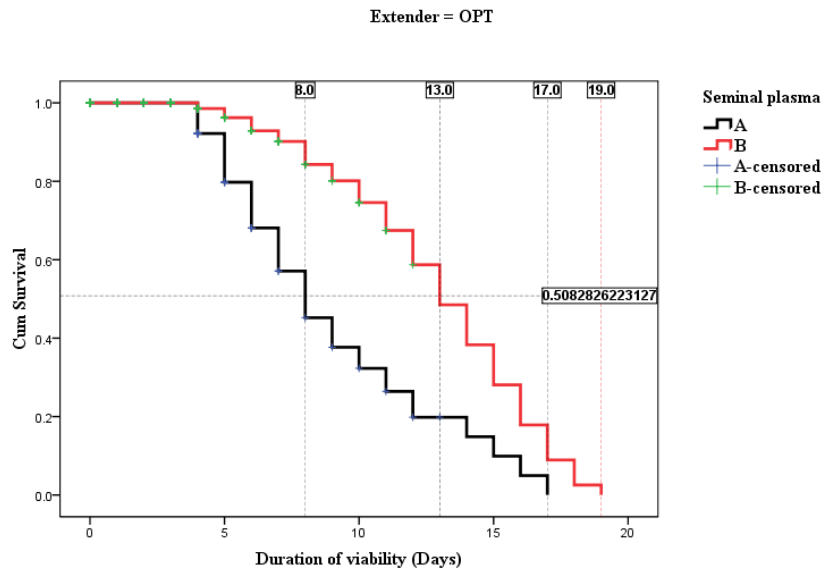 Extender = OPT
8.0 13.0 17.0 19.0
Seminal plasma
A
B
A-censored
B-censored
1.0
0.8
0.6
0.5082826223127
0.4
0.2
0.0
Cum Survival
0 5 10 15 20
Duration of viability (Days)